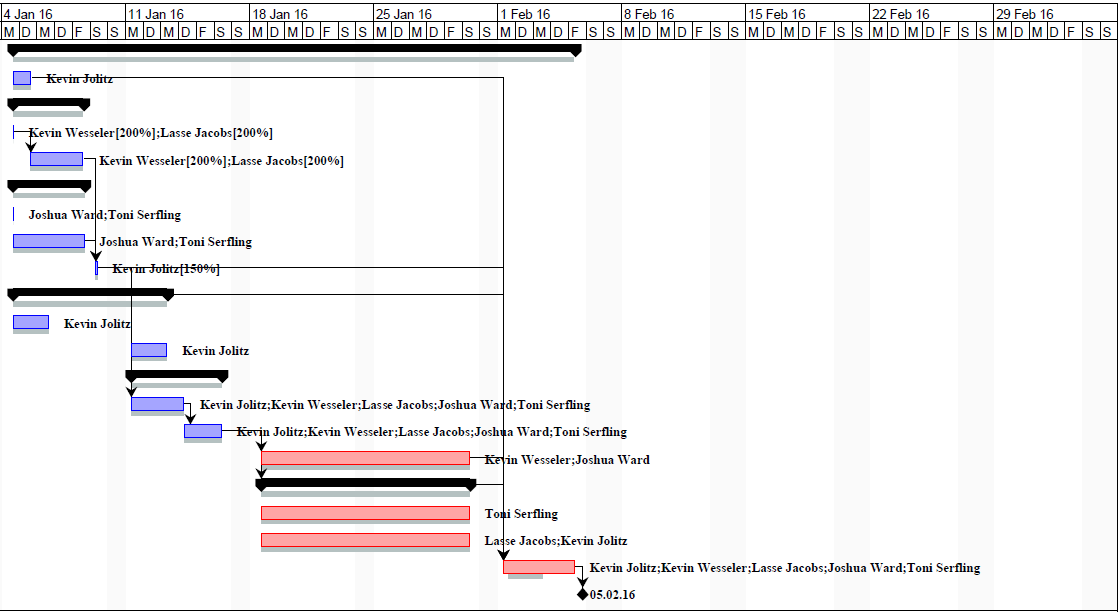 4 Jan 16 11 Jan 16 18 Jan 16 25 Jan 16 1 Feb 16 8 Feb 16 15 Feb 16 22 Feb 16 29 Feb 16
M D M D F S S M D M D F S S M D M D F S S M D M D F S S M D M D F S S M D M D F S S M D M D F S S M D M D F S S M D M D F S S
Kevin Jolitz
Kevin Wesseler[200%];Lasse Jacobs[200%]
Kevin Wesseler[200%];Lasse Jacobs[200%]
Joshua Ward;Toni Serfling
Joshua Ward;Toni Serfling
Kevin Jolitz[150%]
Kevin Jolitz
Kevin Jolitz
Kevin Jolitz;Kevin Wesseler;Lasse Jacobs;Joshua Ward;Toni Serfling
Kevin Jolitz;Kevin Wesseler;Lasse Jacobs;Joshua Ward;Toni Serfling
Kevin Wesseler;Joshua Ward
Toni Serfling
Lasse Jacobs;Kevin Jolitz
Kevin Jolitz;Kevin Wesseler;Lasse Jacobs;Joshua Ward;Toni Serfling
05.02.16